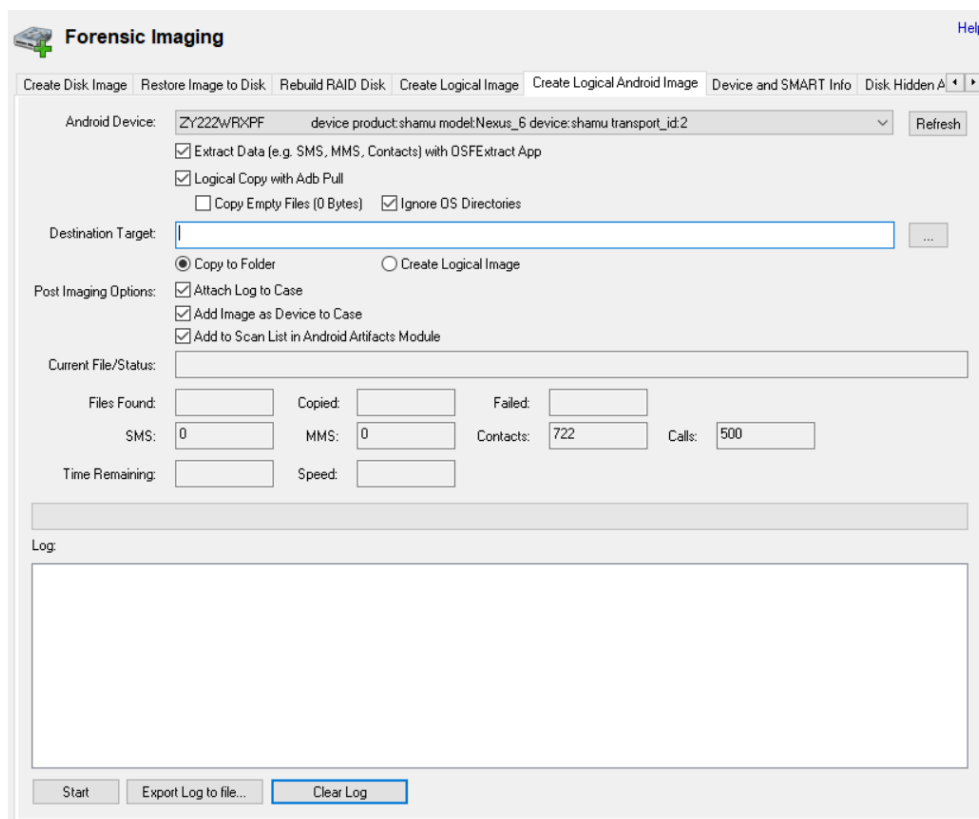 Forensic Imaging
Help
Create Disk Image Restore Image to Disk Rebuild RAID Disk Create Logical Image Create Logical Android Image Device and SMART Info Disk Hidden A
Android Device: ZY222WRXPF device product:shamu model:Nexus_6 device:shamu transport_id:2 Refresh
Extract Data (e.g. SMS, MMS, Contacts) with OSFExtract App
Logical Copy with Adb Pull
Copy Empty Files (0 Bytes) Ignore OS Directories
Destination Target: ...
Copy to Folder Create Logical Image
Post Imaging Options: Attach Log to Case
Add Image as Device to Case
Add to Scan List in Android Artifacts Module
Current File/Status:
Files Found: Copied: Failed:
SMS: 0 MMS: 0 Contacts: 722 Calls: 500
Time Remaining: Speed:
Log:
Start Export Log to file... Clear Log